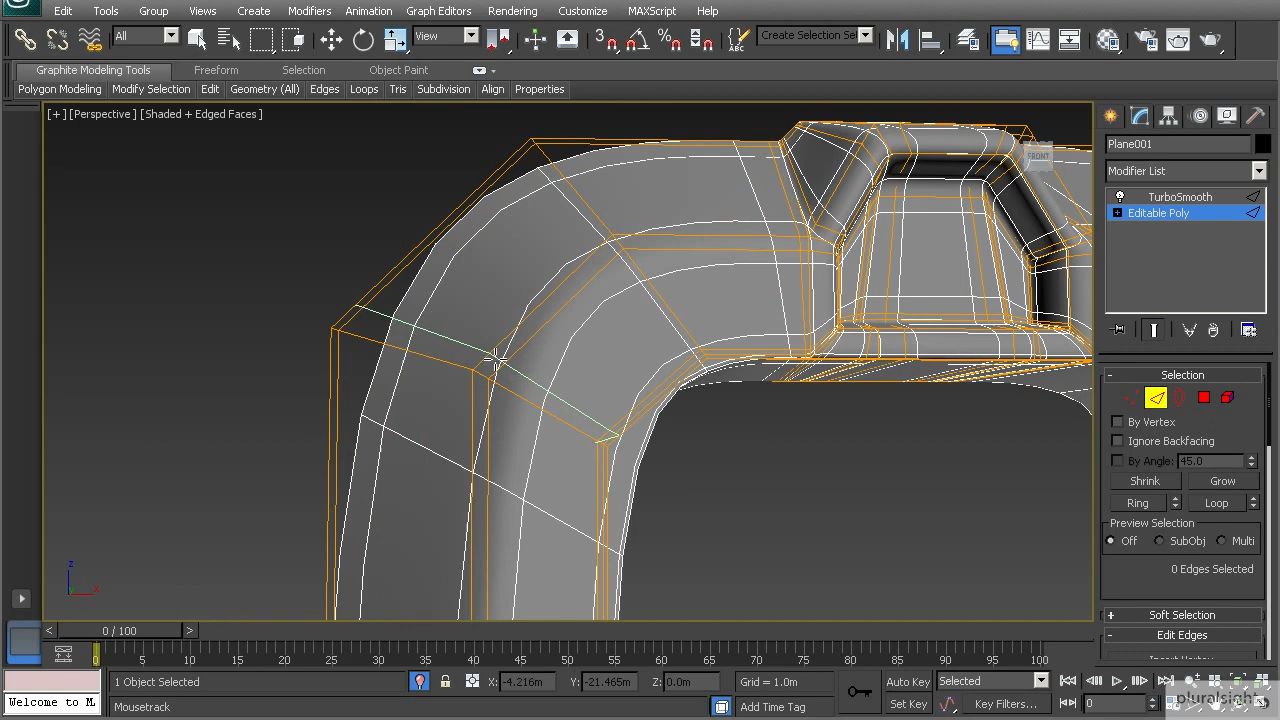 Edit Tools Group Views Create Modifiers Animation Graph Editors Rendering Customize MAXScript Help
All View 3 Create Selection Se
Graphite Modeling Tools Freeform Selection Object Paint
Polygon Modeling Modify Selection Edit Geometry (All) Edges Loops Tris Subdivision Align Properties
[+] [Perspective] [Shaded + Edged Faces]
FRONT
Plane001
Modifier List
TurboSmooth
Editable Poly
- Selection
By Vertex
Ignore Backfacing
By Angle: 45.0
Shrink Grow
Ring Loop
Preview Selection
Off SubObj Multi
0 Edges Selected
+ Soft Selection
- Edit Edges
z
x
< 0 / 100 >
0 5 10 15 20 25 30 35 40 45 50 55 60 65 70 75 80 85 90 95 100
1 Object Selected X: -4.216m Y: -21.465m Z: 0.0m Grid = 1.0m Auto Key Selected
Welcome to M Mousetrack Add Time Tag Set Key Key Filters... 0
pluralsight